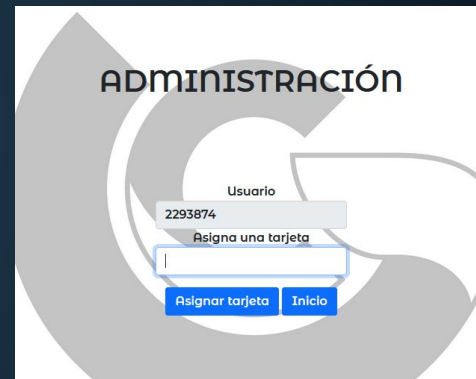 ADMINISTRACIÓN
Usuario
2293874
Asigna una tarjeta
Asignar tarjeta Inicio